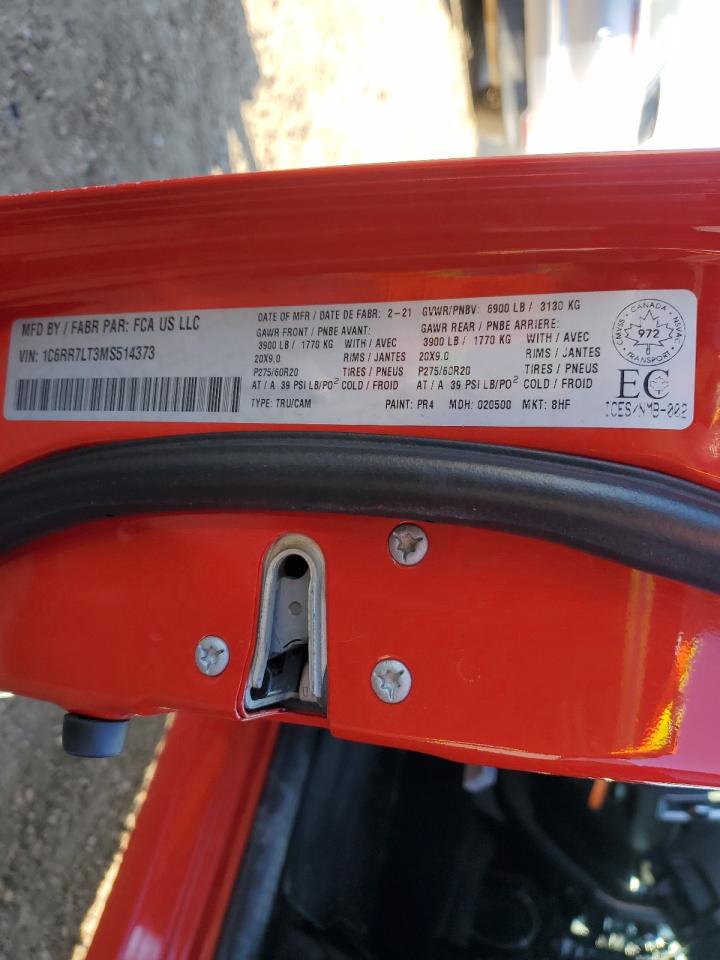 MFD BY / FABR PAR: FCA US LLC
VIN: 1C6RR7LT3MS514373
DATE OF MFR / DATE DE FABR: 2-21
GAWR FRONT / PNBE AVANT:
3900 LB / 1770 KG WITH / AVEC
20X9.0 RIMS / JANTES
P275/60R20 TIRES / PNEUS
AT / A 39 PSI LB/PO² COLD / FROID
TYPE: TRU/CAM
GVWR/PNBV: 6900 LB / 3130 KG
GAWR REAR / PNBE ARRIERE:
3900 LB / 1770 KG WITH / AVEC
20X9.0 RIMS / JANTES
P275/60R20 TIRES / PNEUS
AT / A 39 PSI LB/PO² COLD / FROID
PAINT: PR4 MDH: 020500 MKT: 8HF
CANADA
CMVSS 972 NSVAC
TRANSPORT
EC
ICES/NMB-002